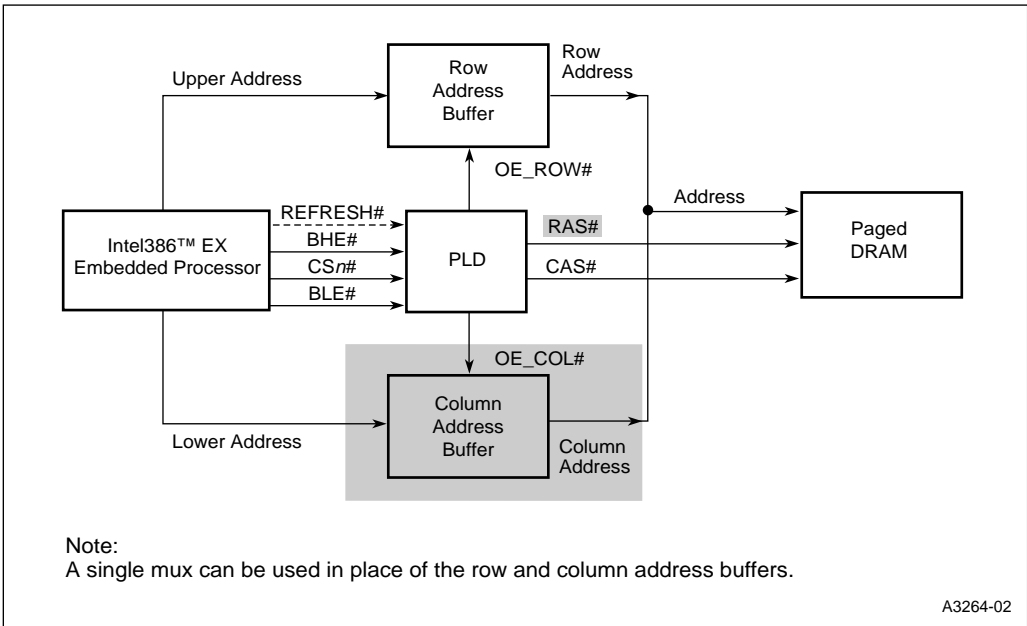 Upper Address
Row
Address
Buffer
Row
Address
OE_ROW#
Address
REFRESH#
BHE#
CSn#
BLE#
Intel386™ EX
Embedded Processor
PLD
RAS#
CAS#
Paged
DRAM
OE_COL#
Column
Address
Buffer
Lower Address
Column
Address
Note:
A single mux can be used in place of the row and column address buffers.
A3264-02